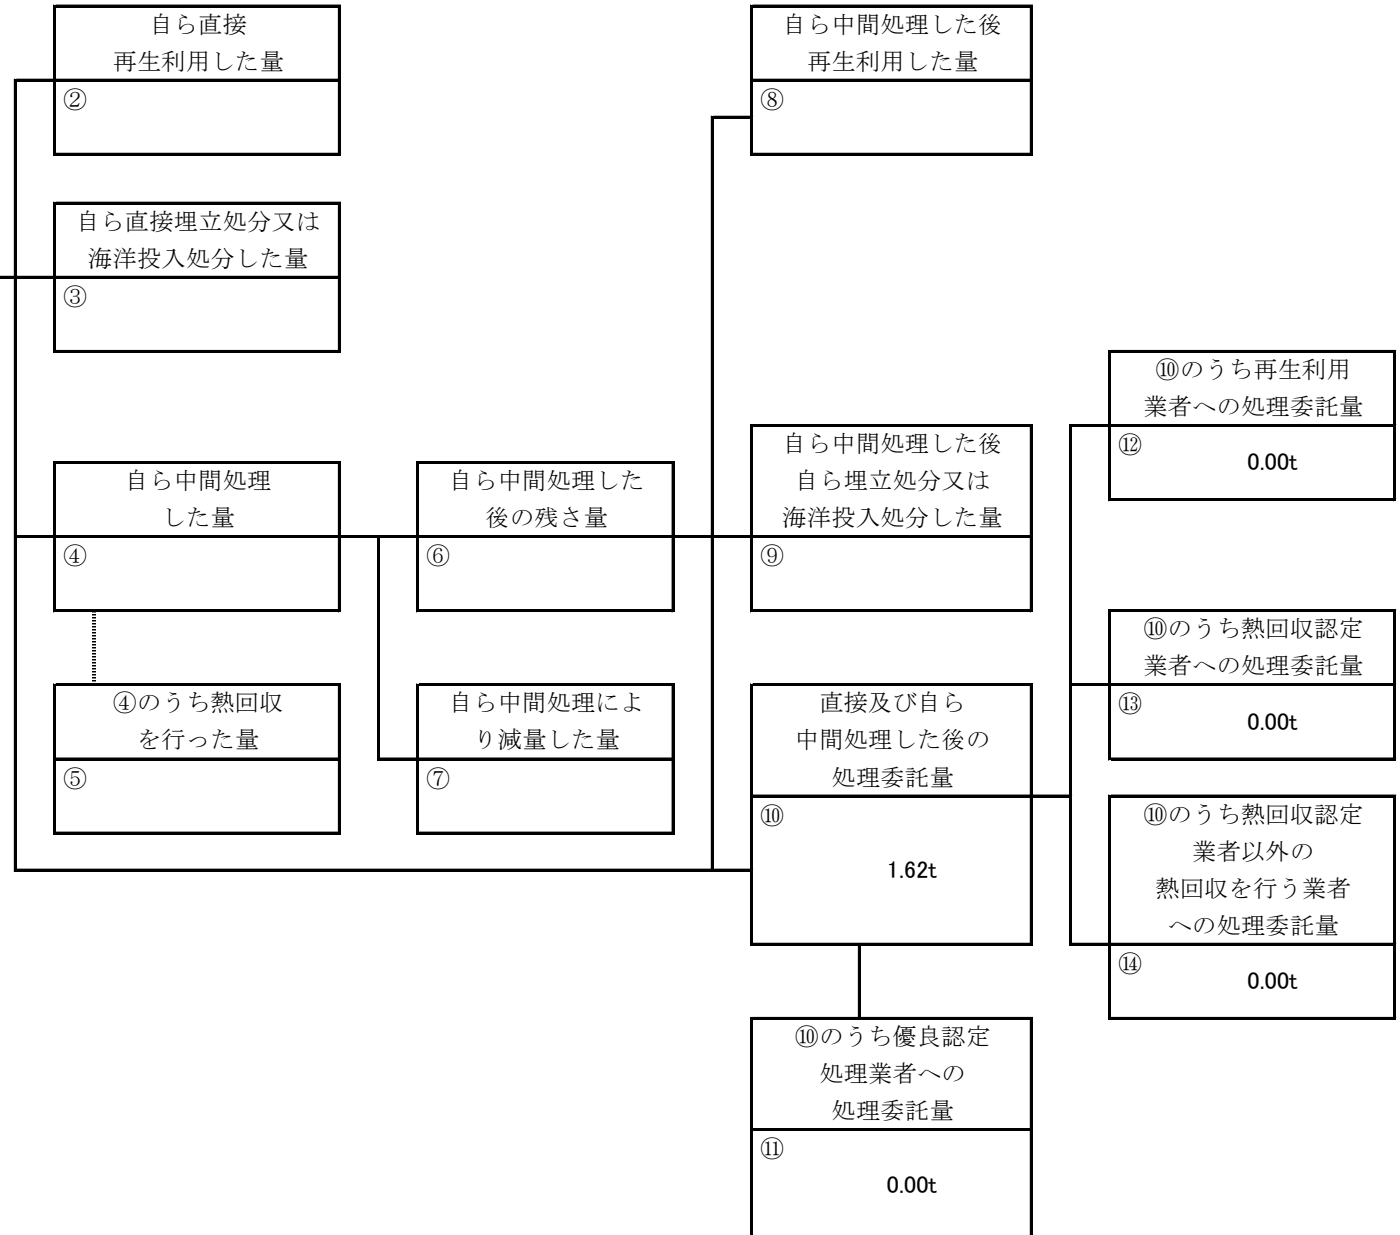 自ら直接
再生利用した量
②
自ら中間処理した後
再生利用した量
⑧
自ら直接埋立処分又は
海洋投入処分した量
③
⑩のうち再生利用
業者への処理委託量
⑫
0.00t
自ら中間処理
した量
④
自ら中間処理した
後の残さ量
⑥
自ら中間処理した後
自ら埋立処分又は
海洋投入処分した量
⑨
⑩のうち熱回収認定
業者への処理委託量
⑬
0.00t
④のうち熱回収
を行った量
⑤
自ら中間処理によ
り減量した量
⑦
直接及び自ら
中間処理した後の
処理委託量
⑩
1.62t
⑩のうち熱回収認定
業者以外の
熱回収を行う業者
への処理委託量
⑭
0.00t
⑩のうち優良認定
処理業者への
処理委託量
⑪
0.00t